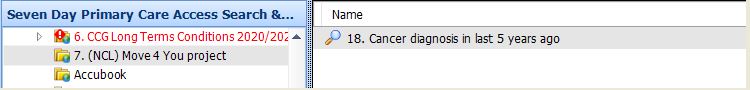 Seven Day Primary Care Access Search &...
6. CCG Long Terms Conditions 2020/202
7. (NCL) Move 4 You project
Accubook
Name
18. Cancer diagnosis in last 5 years ago